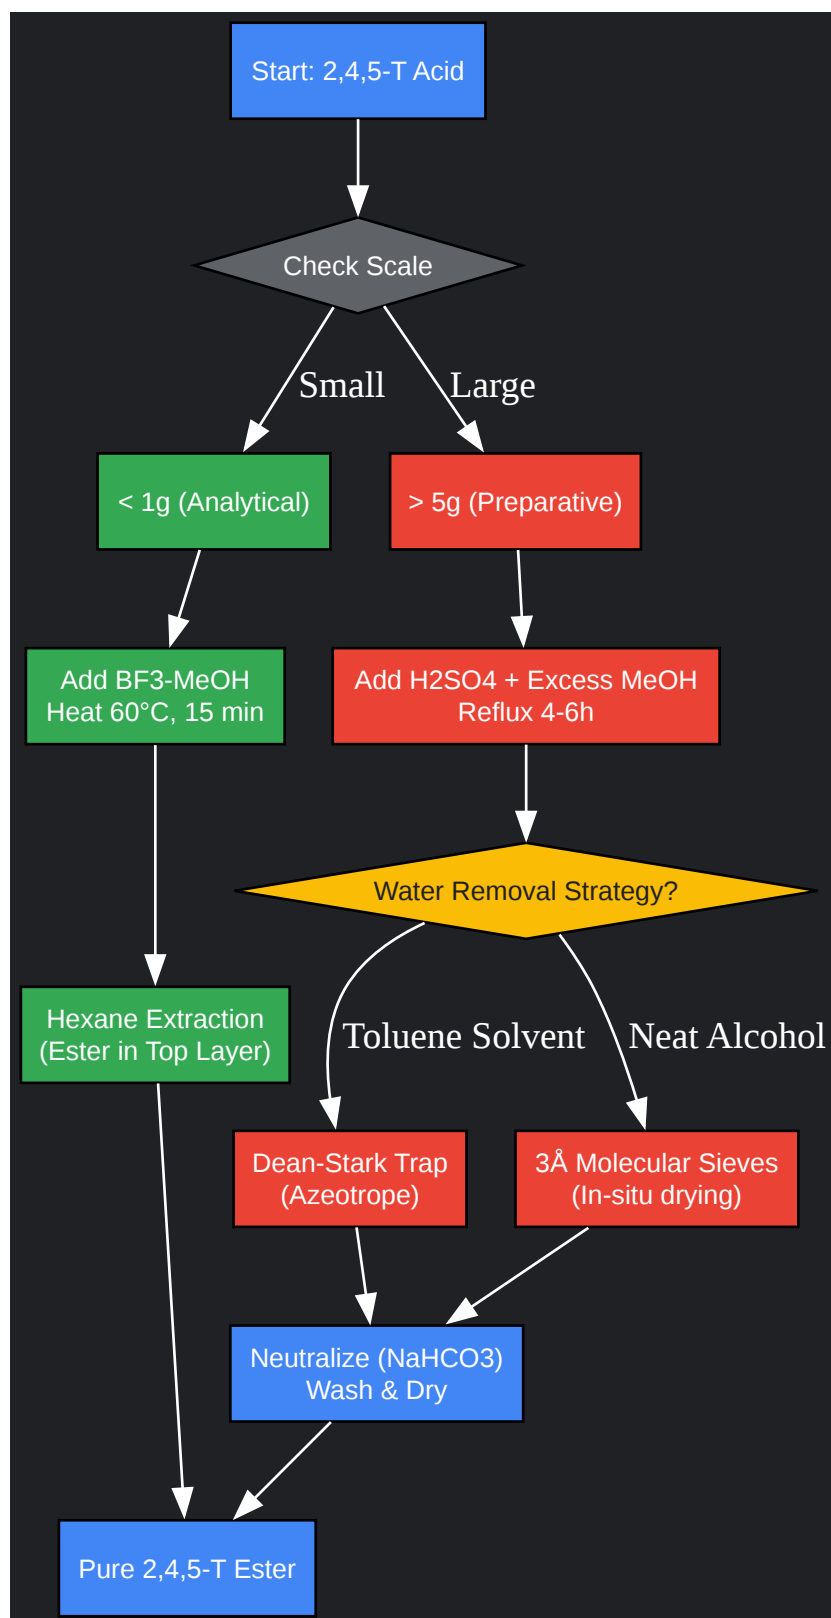 Start: 2,4,5-T Acid
Check Scale
Small
Large
< 1g (Analytical)
> 5g (Preparative)
Add BF3-MeOH
Heat 60°C, 15 min
Add H2SO4 + Excess MeOH
Reflux 4-6h
Water Removal Strategy?
Hexane Extraction
(Ester in Top Layer)
Toluene Solvent
Neat Alcohol
Dean-Stark Trap
(Azeotrope)
3Å Molecular Sieves
(In-situ drying)
Neutralize (NaHCO3)
Wash & Dry
Pure 2,4,5-T Ester